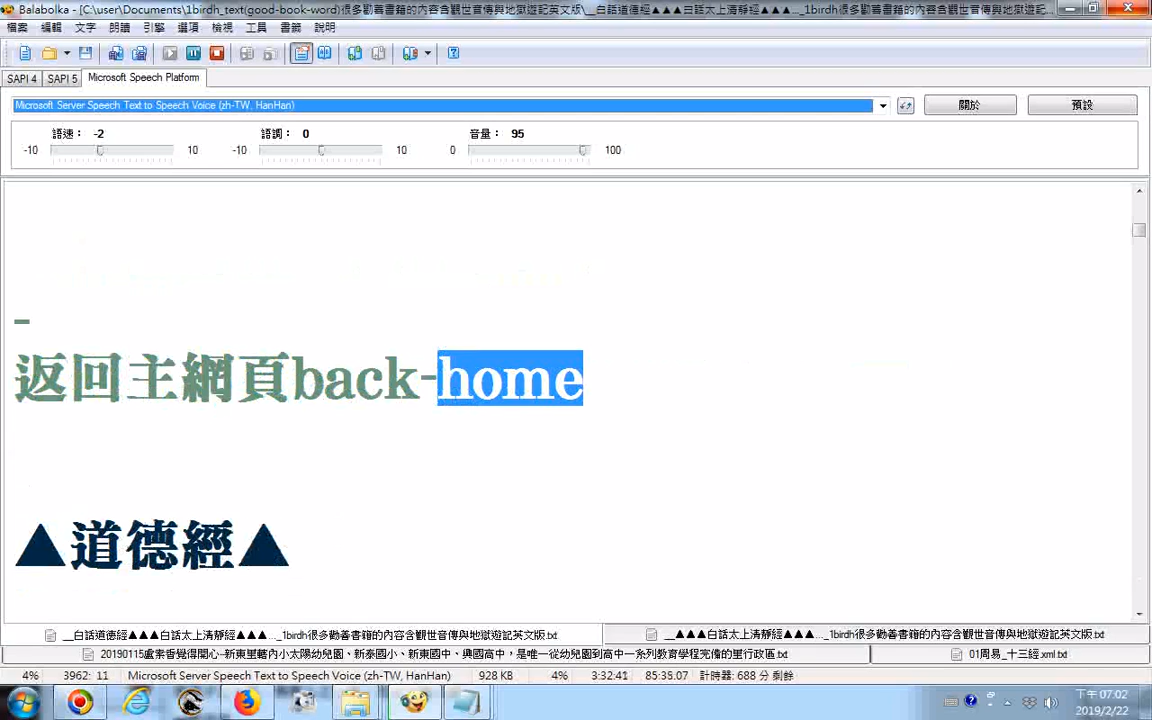 Balabolka - [C:\user\Documents\1birdh_text(good-book-word)很多勸善書籍的內容含觀世音傳與地獄遊記英文版\__白話道德經▲▲▲白話太上清靜經▲▲▲..._1birdh很多勸善書籍的內容含觀世音傳與地獄遊記...
檔案 編輯 文字 朗讀 引擎 選項 檢視 工具 書籤 說明
SAPI 4 SAPI 5 Microsoft Speech Platform
Microsoft Server Speech Text to Speech Voice (zh-TW, HanHan) 關於 預設
語速： -2 語調： 0 音量： 95
-10 10 -10 10 0 100
-
返回主網頁back-home
▲道德經▲
__白話道德經▲▲▲白話太上清靜經▲▲▲..._1birdh很多勸善書籍的內容含觀世音傳與地獄遊記英文版.txt __▲▲▲白話太上清靜經▲▲▲..._1birdh很多勸善書籍的內容含觀世音傳與地獄遊記英文版.txt
20190115盧素香覺得開心--新東里轄內小太陽幼兒園、新泰國小、新東國中、興國高中，是唯一從幼兒園到高中一系列教育學程完備的里行政區.txt 01周易_十三經.xml.txt
4% 3962: 11 Microsoft Server Speech Text to Speech Voice (zh-TW, HanHan) 928 KB 4% 3:32:41 85:35:07 計時器: 688 分 剩餘
下午 07:02
2019/2/22